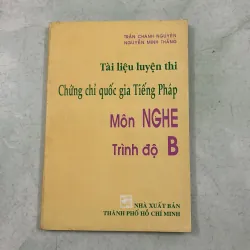 TRẦN CHÁNH NGUYÊN
NGUYỄN MINH THẮNG
Tài liệu luyện thi
Chứng chỉ quốc gia Tiếng Pháp
Môn NGHE
Trình độ B
NHÀ XUẤT BẢN
THÀNH PHỐ HỒ CHÍ MINH